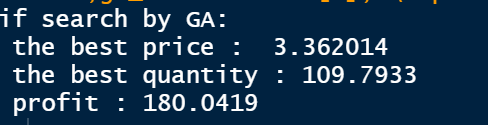 if search by GA:
the best price :  3.362014
the best quantity : 109.7933
profit : 180.0419